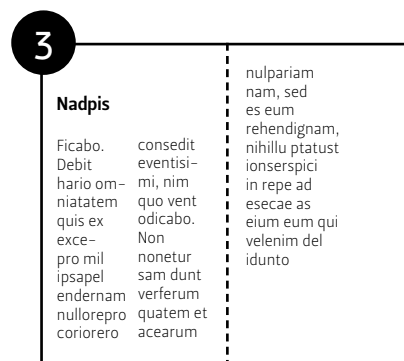 3
Nadpis
Ficabo.
Debit
hario om–
niatatem
quis ex
exce–
pro mil
ipsapel
endernam
nullorepro
coriorero
consedit
eventisi–
mi, nim
quo vent
odicabo.
Non
nonetur
sam dunt
verferum
quatem et
acearum
nulpariam
nam, sed
es eum
rehendignam,
nihillu ptatust
ionserspici
in repe ad
esecae as
eium eum qui
velenim del
idunto